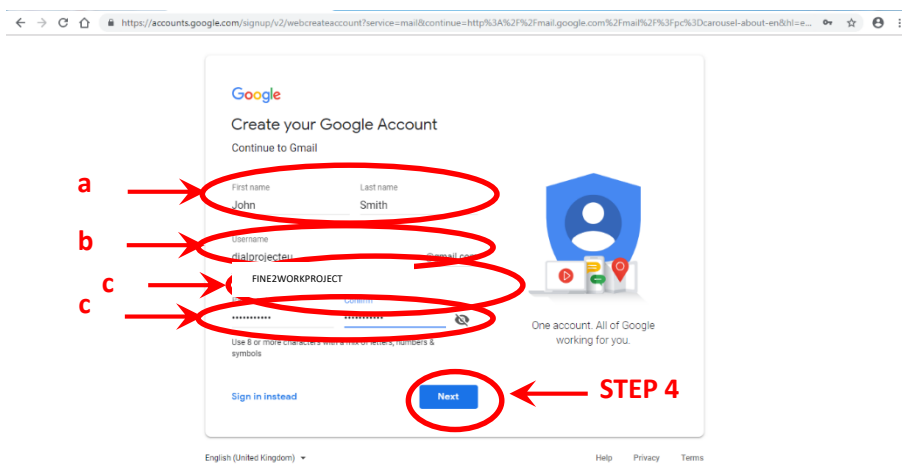 https://accounts.google.com/signup/v2/webcreateaccount?service=mail&continue=http%3A%2F%2Fmail.google.com%2Fmail%2F%3Fpc%3Dcarousel-about-en&hl=e...
Google
Create your Google Account
Continue to Gmail
a
First name Last name
John Smith
b
Username
dialprojecteu @gmail.com
c
FINE2WORKPROJECT
c
Confirm
Use 8 or more characters with a mix of letters, numbers &
symbols
One account. All of Google
working for you.
Sign in instead
Next
STEP 4
English (United Kingdom)
Help Privacy Terms